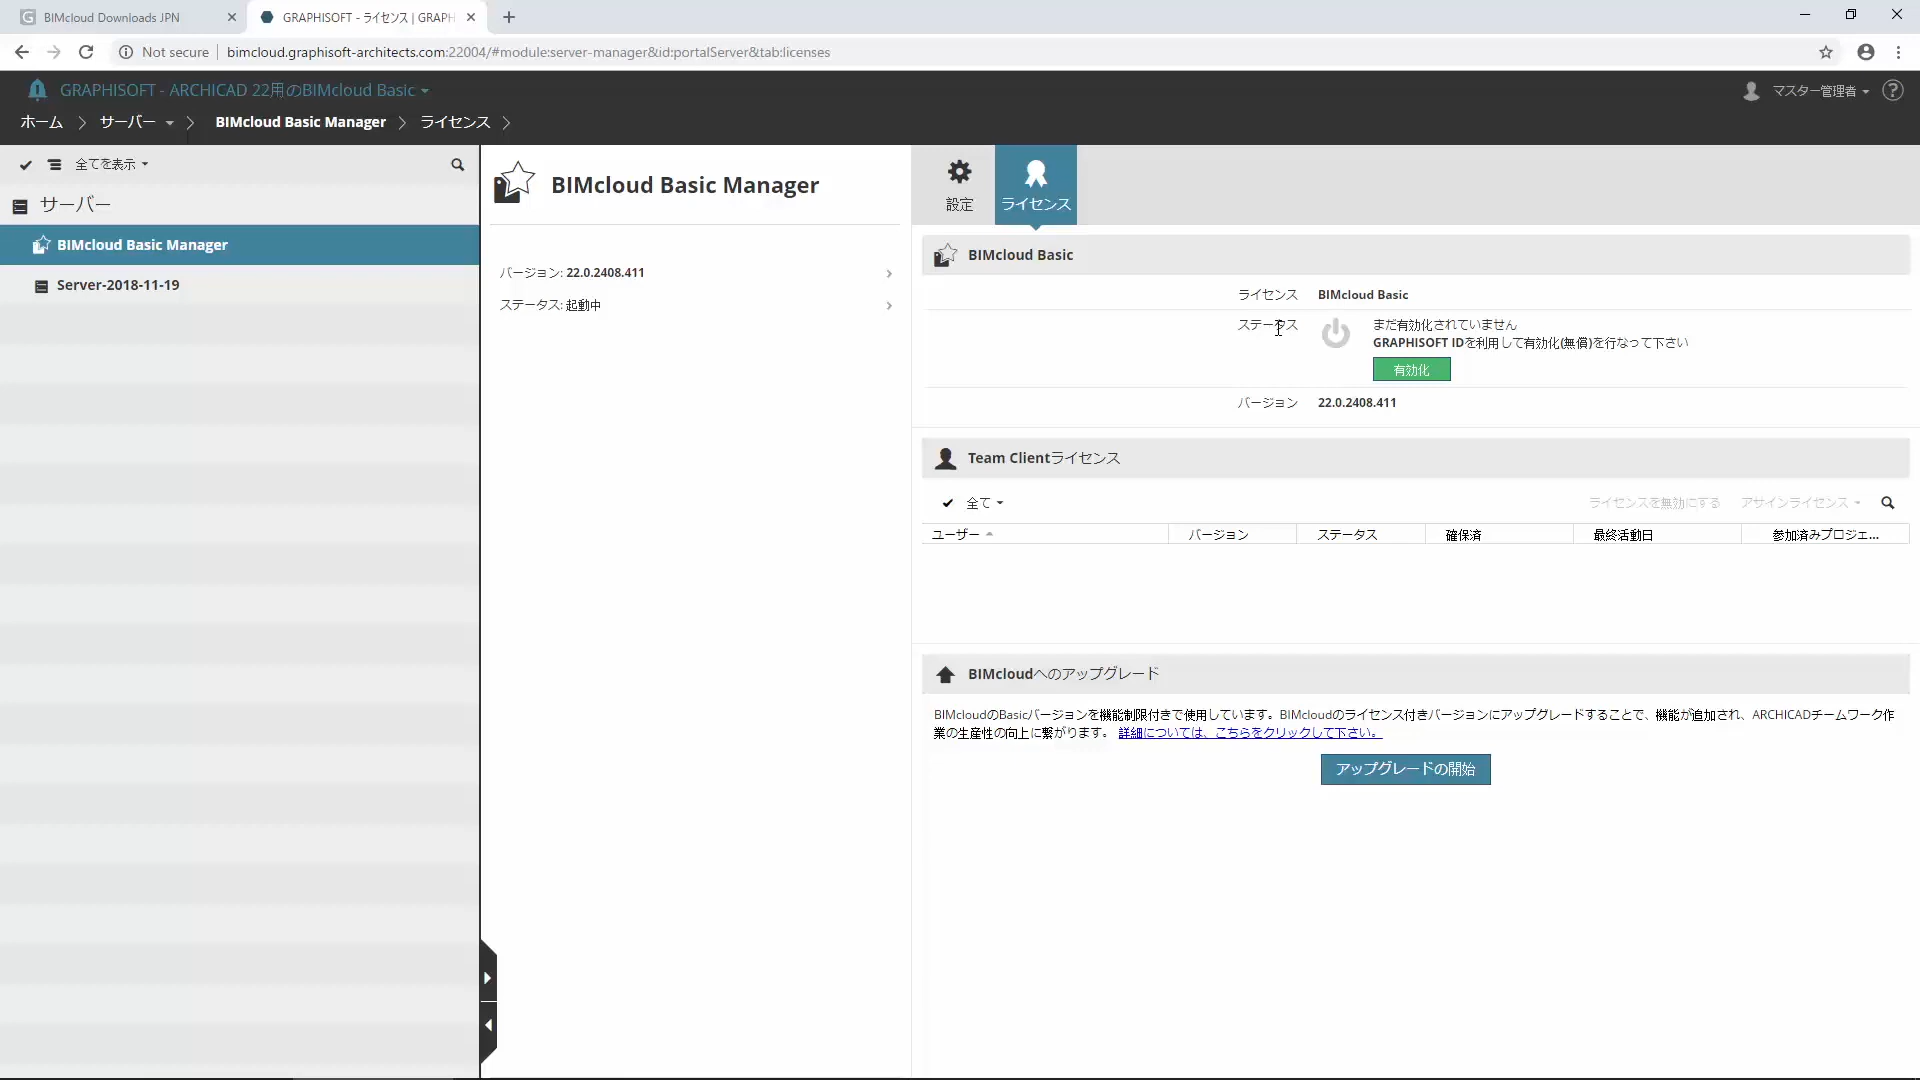 BIMcloud Downloads JPN
GRAPHISOFT - ライセンス | GRAPH
Not secure
bimcloud.graphisoft-architects.com:22004/#module:server-manager&id:portalServer&tab:licenses
GRAPHISOFT - ARCHICAD 22用のBIMcloud Basic
マスター管理者
ホーム
サーバー
BIMcloud Basic Manager
ライセンス
全てを表示
サーバー
BIMcloud Basic Manager
Server-2018-11-19
BIMcloud Basic Manager
バージョン: 22.0.2408.411
ステータス: 起動中
設定
ライセンス
BIMcloud Basic
ライセンス BIMcloud Basic
ステータス まだ有効化されていません
GRAPHISOFT IDを利用して有効化(無償)を行なって下さい
有効化
バージョン 22.0.2408.411
Team Clientライセンス
全て
ライセンスを無効にする アサインライセンス
ユーザー バージョン ステータス 確保済 最終活動日 参加済みプロジェ...
BIMcloudへのアップグレード
BIMcloudのBasicバージョンを機能制限付きで使用しています。BIMcloudのライセンス付きバージョンにアップグレードすることで、機能が追加され、ARCHICADチームワーク作
業の生産性の向上に繋がります。 詳細については、こちらをクリックして下さい。
アップグレードの開始